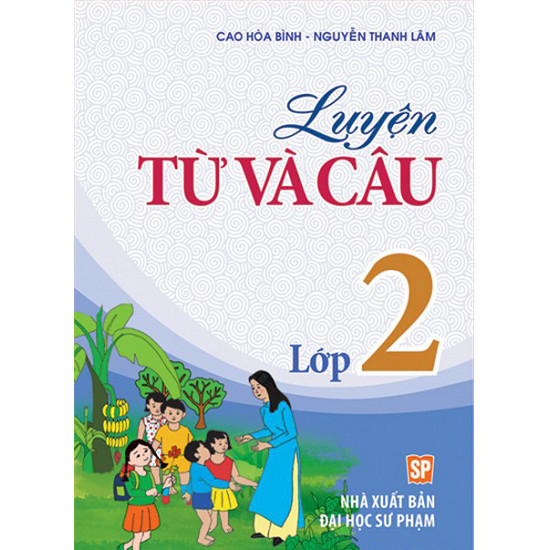 CAO HÒA BÌNH - NGUYỄN THANH LÂM
Luyện
TỪ VÀ CÂU
Lớp 2
SP
NHÀ XUẤT BẢN
ĐẠI HỌC SƯ PHẠM